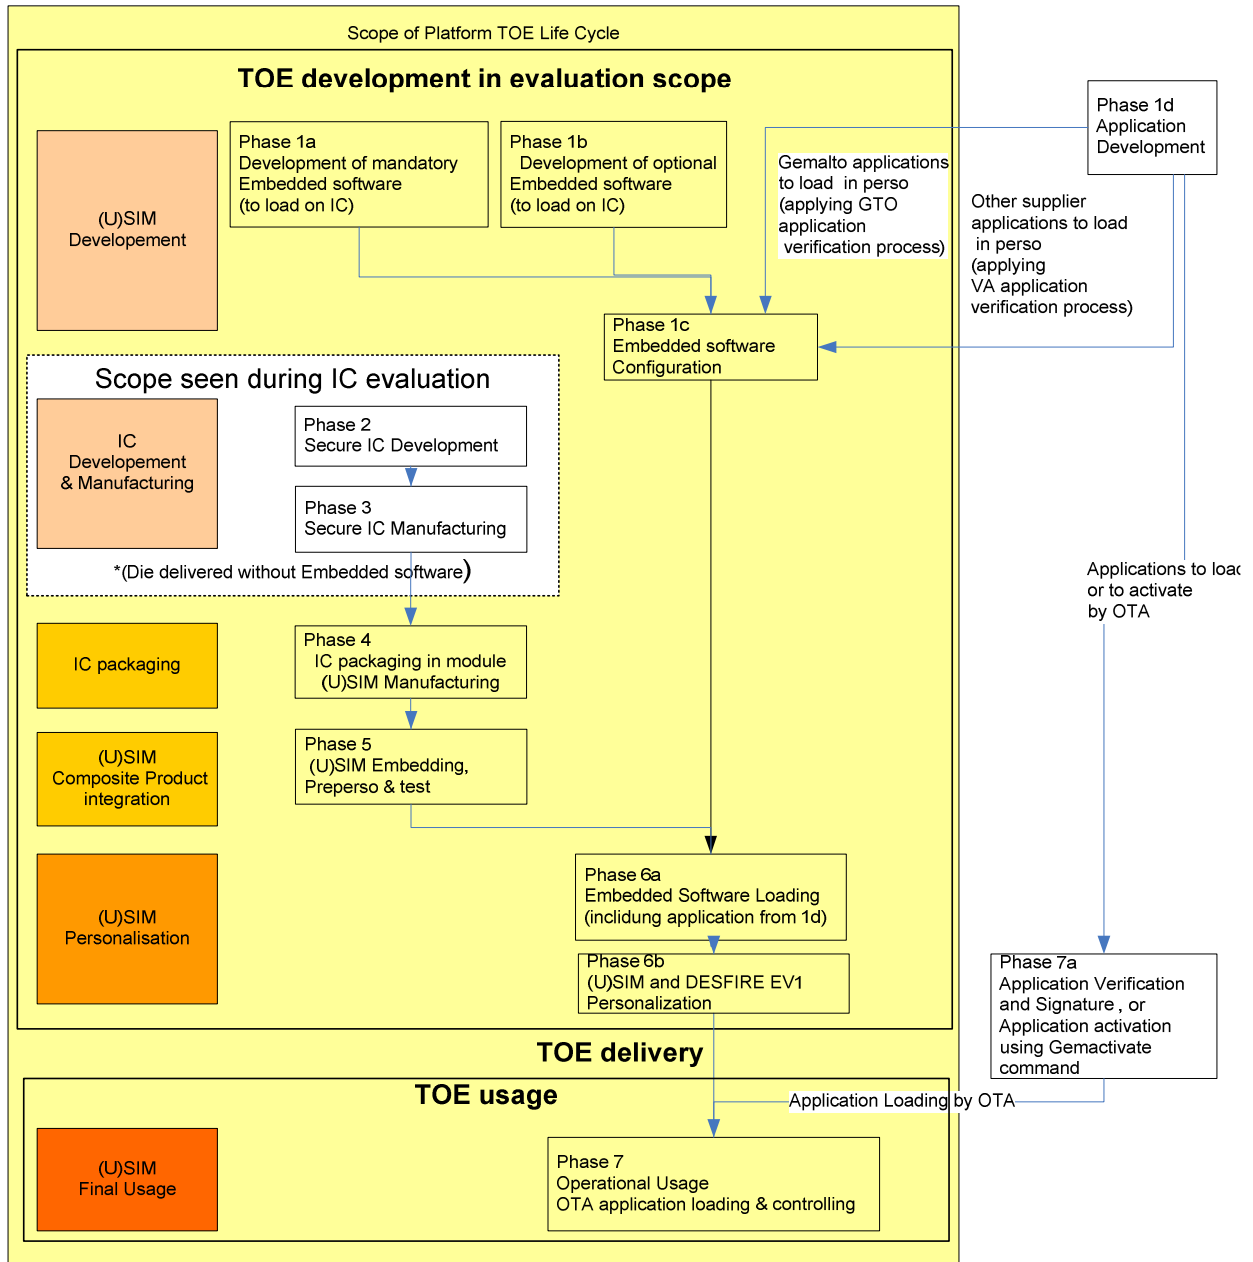 Scope of Platform TOE Life Cycle
TOE development in evaluation scope
(U)SIM
Developement
Phase 1a
Development of mandatory
Embedded software
(to load on IC)
Phase 1b
Development of optional
Embedded software
(to load on IC)
Gemalto applications
to load in perso
(applying GTO
application
verification process)
Phase 1d
Application
Development
Other supplier
applications to load
in perso
(applying
VA application
verification process)
Phase 1c
Embedded software
Configuration
Scope seen during IC evaluation
IC
Developement
& Manufacturing
Phase 2
Secure IC Development
Phase 3
Secure IC Manufacturing
*(Die delivered without Embedded software)
Applications to load
or to activate
by OTA
IC packaging
Phase 4
IC packaging in module
(U)SIM Manufacturing
(U)SIM
Composite Product
integration
Phase 5
(U)SIM Embedding,
Preperso & test
(U)SIM
Personalisation
Phase 6a
Embedded Software Loading
(inclidung application from 1d)
Phase 6b
(U)SIM and DESFIRE EV1
Personalization
Phase 7a
Application Verification
and Signature, or
Application activation
using Gemactivate
command
TOE delivery
TOE usage
Application Loading by OTA
(U)SIM
Final Usage
Phase 7
Operational Usage
OTA application loading & controlling